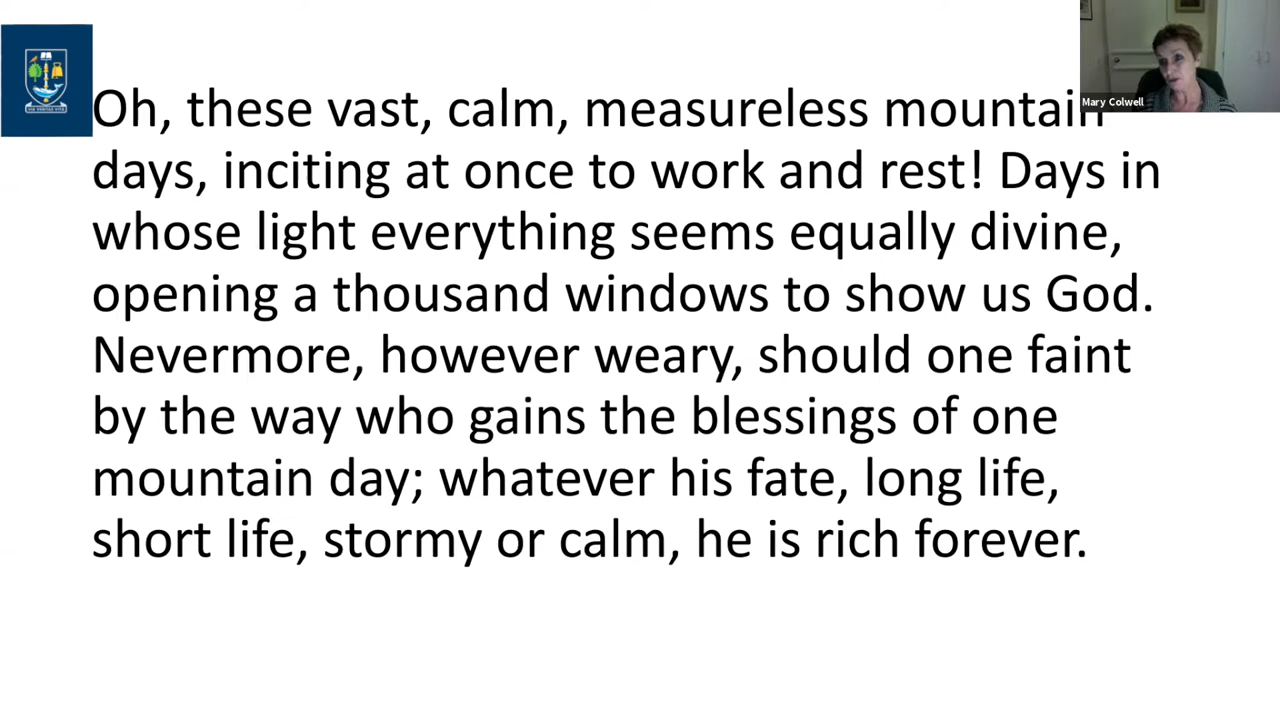 Mary Colwell
Oh, these vast, calm, measureless mountain
days, inciting at once to work and rest! Days in
whose light everything seems equally divine,
opening a thousand windows to show us God.
Nevermore, however weary, should one faint
by the way who gains the blessings of one
mountain day; whatever his fate, long life,
short life, stormy or calm, he is rich forever.